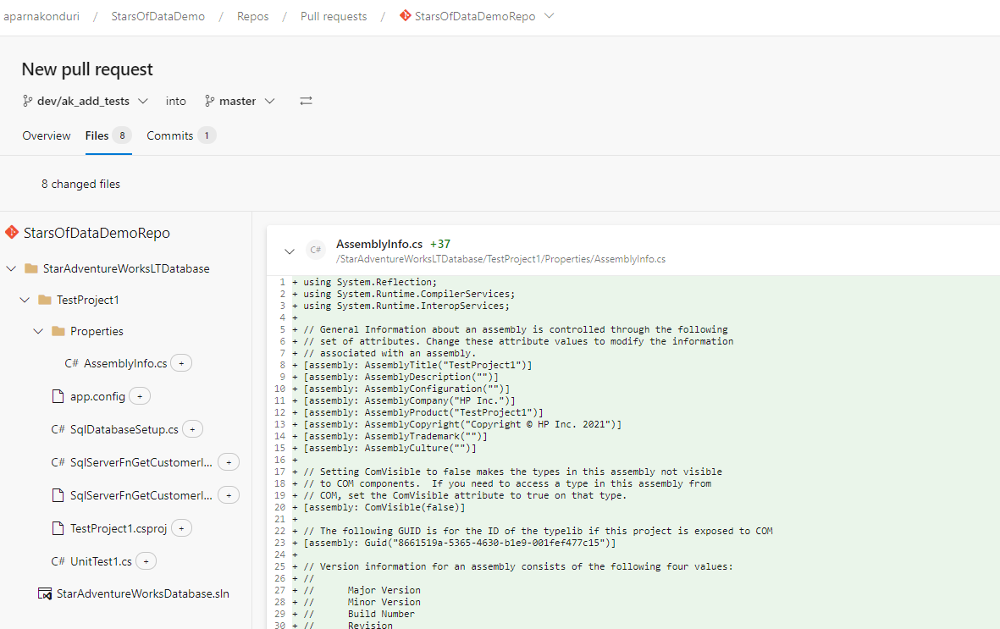 aparnakonduri / StarsOfDataDemo / Repos / Pull requests / StarsOfDataDemoRepo
New pull request
dev/ak_add_tests into master
Overview Files 8 Commits 1
8 changed files
StarsOfDataDemoRepo
StarAdventureWorksLTDatabase
TestProject1
Properties
C# AssemblyInfo.cs +
app.config +
C# SqlDatabaseSetup.cs +
C# SqlServerFnGetCustomerI... +
SqlServerFnGetCustomerI... +
TestProject1.csproj +
C# UnitTest1.cs +
StarAdventureWorksDatabase.sln
C# AssemblyInfo.cs +37
/StarAdventureWorksLTDatabase/TestProject1/Properties/AssemblyInfo.cs
1 + using System.Reflection;
2 + using System.Runtime.CompilerServices;
3 + using System.Runtime.InteropServices;
4 +
5 + // General Information about an assembly is controlled through the following
6 + // set of attributes. Change these attribute values to modify the information
7 + // associated with an assembly.
8 + [assembly: AssemblyTitle("TestProject1")]
9 + [assembly: AssemblyDescription("")]
10 + [assembly: AssemblyConfiguration("")]
11 + [assembly: AssemblyCompany("HP Inc.")]
12 + [assembly: AssemblyProduct("TestProject1")]
13 + [assembly: AssemblyCopyright("Copyright © HP Inc. 2021")]
14 + [assembly: AssemblyTrademark("")]
15 + [assembly: AssemblyCulture("")]
16 +
17 + // Setting ComVisible to false makes the types in this assembly not visible
18 + // to COM components.  If you need to access a type in this assembly from
19 + // COM, set the ComVisible attribute to true on that type.
20 + [assembly: ComVisible(false)]
21 +
22 + // The following GUID is for the ID of the typelib if this project is exposed to COM
23 + [assembly: Guid("8661519a-5365-4630-b1e9-001fef477c15")]
24 +
25 + // Version information for an assembly consists of the following four values:
26 + //
27 + //      Major Version
28 + //      Minor Version
29 + //      Build Number
30 + //      Revision